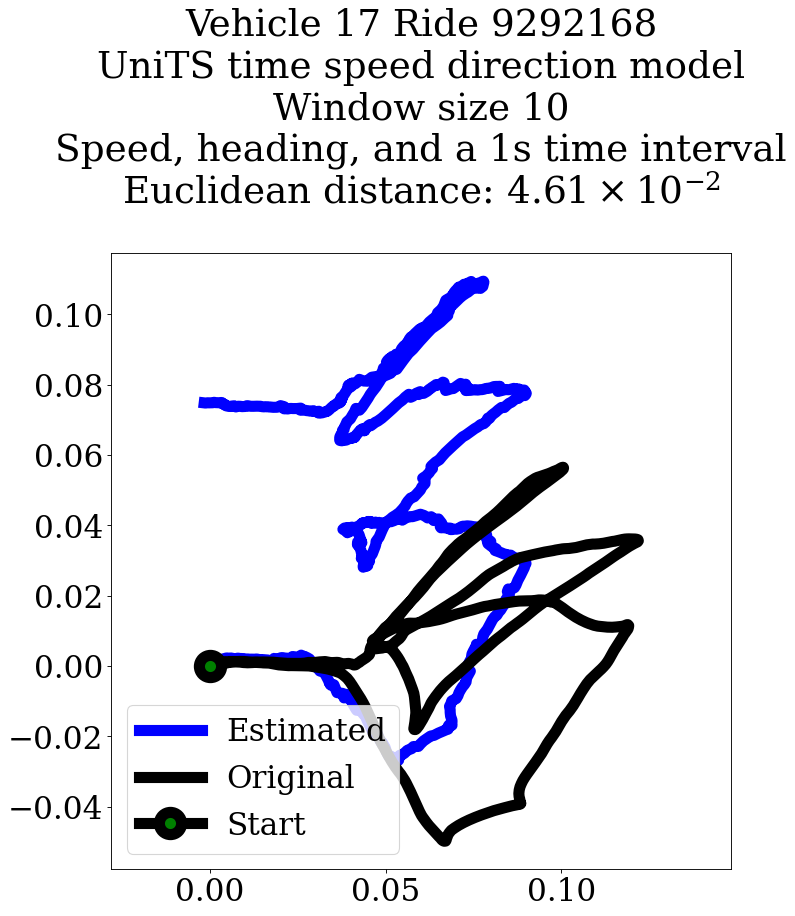 Vehicle 17 Ride 9292168
UniTS time speed direction model
Window size 10
Speed, heading, and a 1s time interval
Euclidean distance: 4.61 × 10⁻²
0.10
0.08
0.06
0.04
0.02
0.00
−0.02
−0.04
Estimated
Original
Start
0.00 0.05 0.10